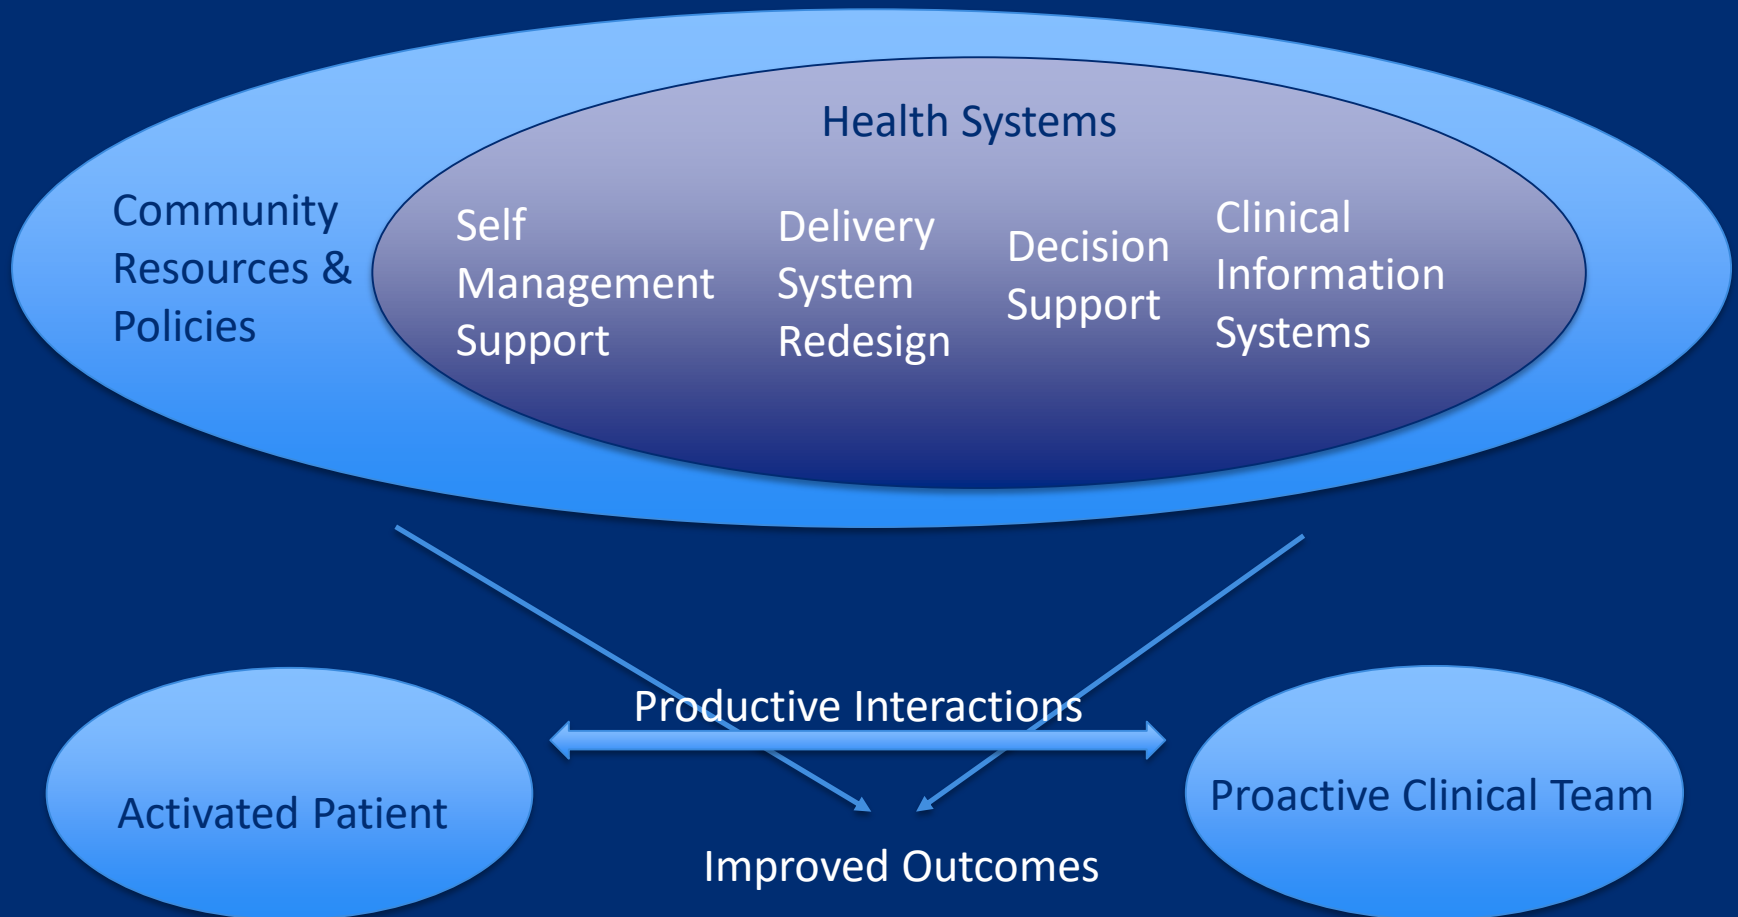 Health Systems
Community
Resources &
Policies
Self
Management
Support
Delivery
System
Redesign
Decision
Support
Clinical
Information
Systems
Productive Interactions
Activated Patient
Proactive Clinical Team
Improved Outcomes